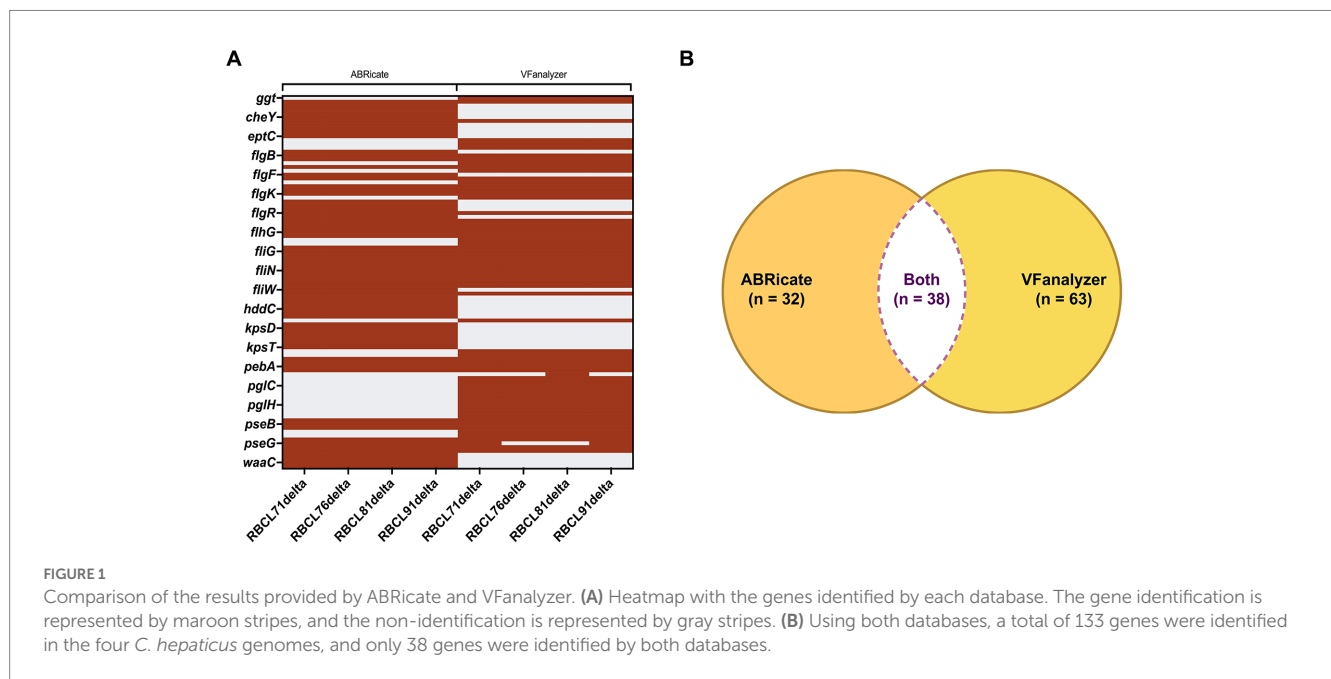 A
B
ABRicate
VFanalyzer
ggt
cheY
eptC
flgB
flgF
flgK
flgR
flhG
fliG
fliN
fliW
hddC
kpsD
kpsT
pebA
pglC
pglH
pseB
pseG
waaC
RBCL71delta
RBCL76delta
RBCL81delta
RBCL91delta
RBCL71delta
RBCL76delta
RBCL81delta
RBCL91delta
ABRicate
(n = 32)
Both
(n = 38)
VFanalyzer
(n = 63)
FIGURE 1
Comparison of the results provided by ABRicate and VFanalyzer. (A) Heatmap with the genes identified by each database. The gene identification is
represented by maroon stripes, and the non-identification is represented by gray stripes. (B) Using both databases, a total of 133 genes were identified
in the four C. hepaticus genomes, and only 38 genes were identified by both databases.